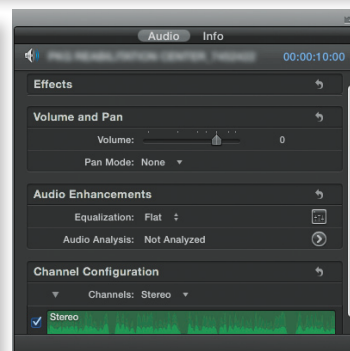 Audio Info
00:00:10:00
Effects
Volume and Pan
Volume: 0
Pan Mode: None
Audio Enhancements
Equalization: Flat
Audio Analysis: Not Analyzed
Channel Configuration
Channels: Stereo
Stereo